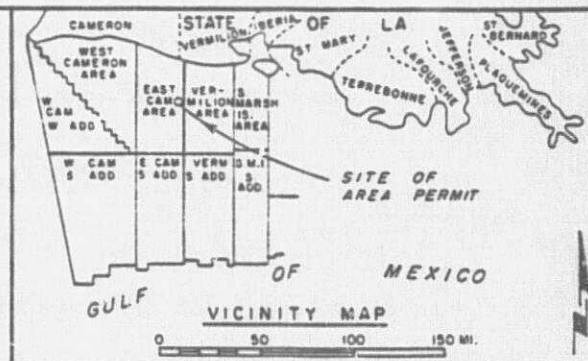 CAMERON STATE OF LA
VERMILION IBERIA
ST MARY
TERREBONNE
LAFOURCHE
JEFFERSON
ST BERNARD
PLAQUEMINES
WEST
CAMERON
AREA
W
CAM
W ADD
EAST
CAM
AREA
VER-
MILION
AREA
S.
MARSH
IS.
AREA
W CAM
S ADD
E CAM
S ADD
VERM
S ADD
S.M.I
S
ADD
SITE OF
AREA PERMIT
GULF OF MEXICO
VICINITY MAP
0 50 100 150 MI.